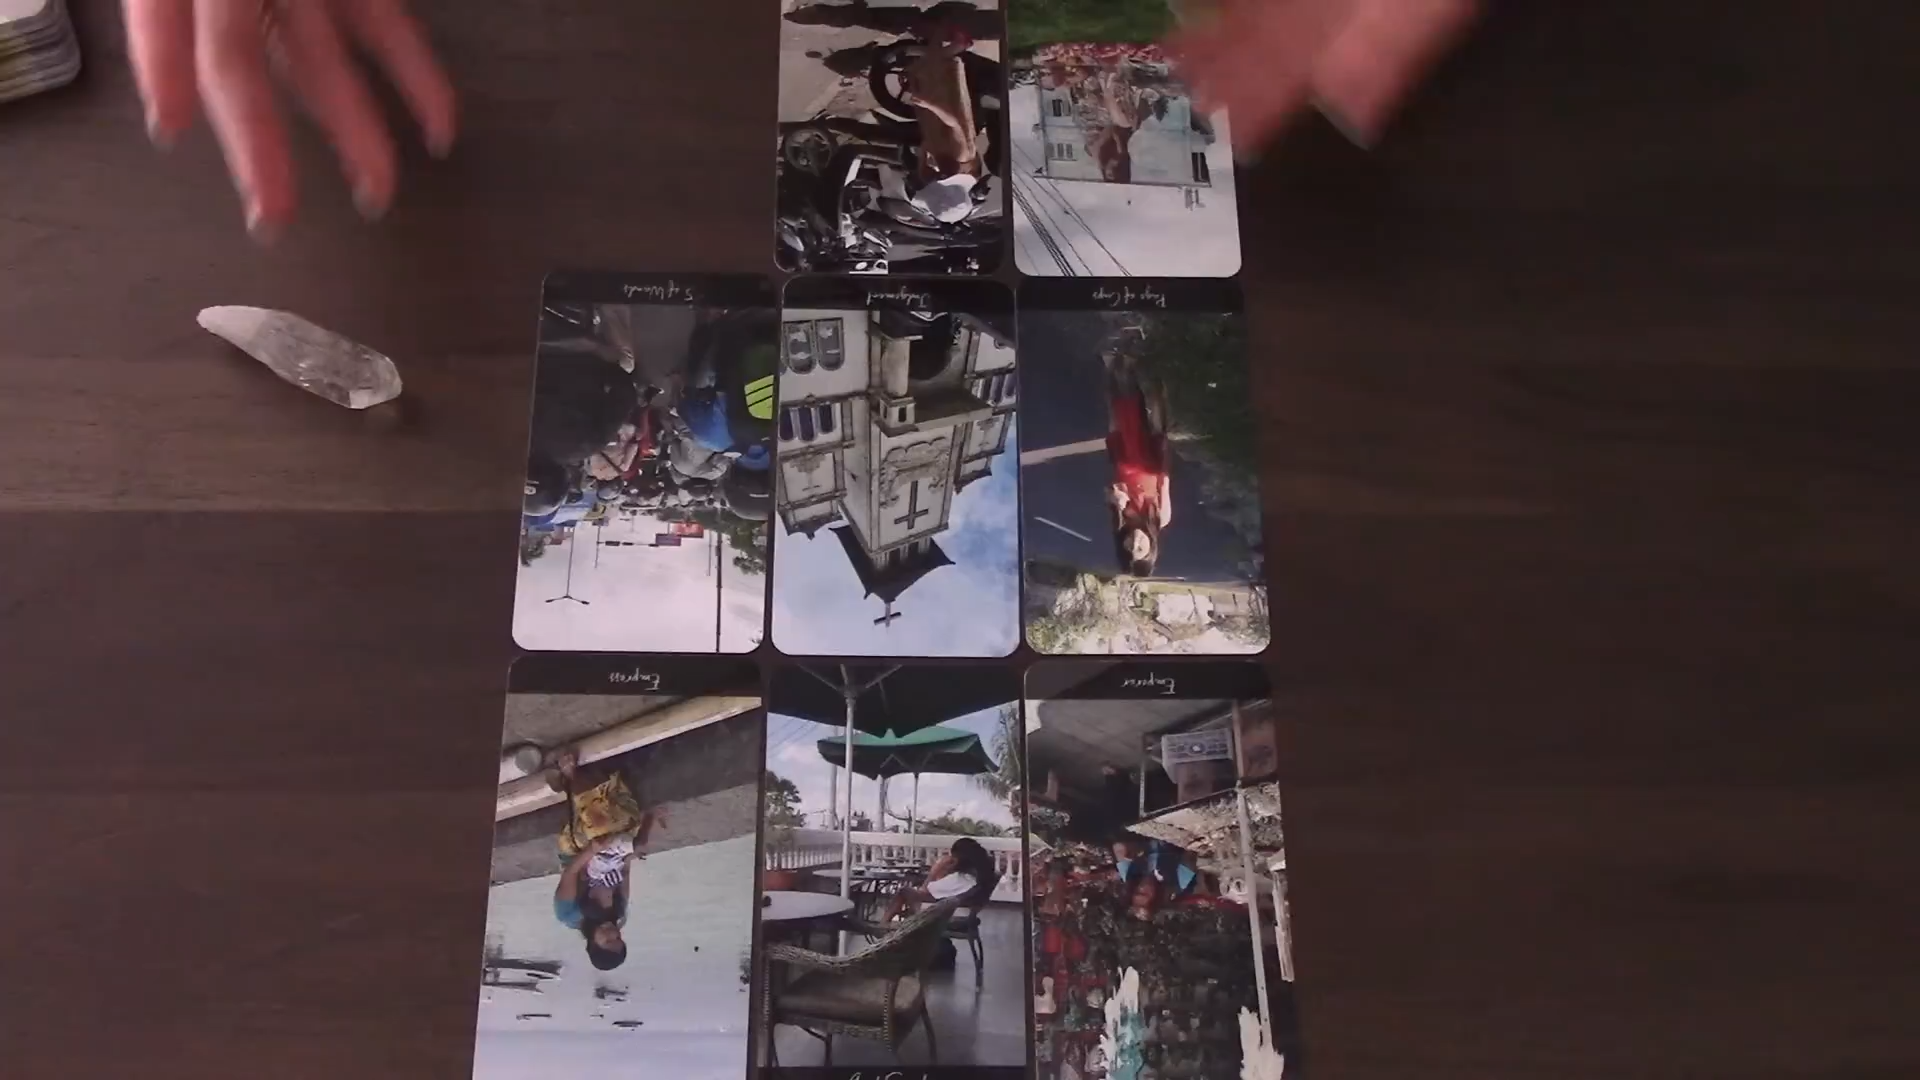 5 of Wands
Judgement
Page of Cups
Empress
Emperor